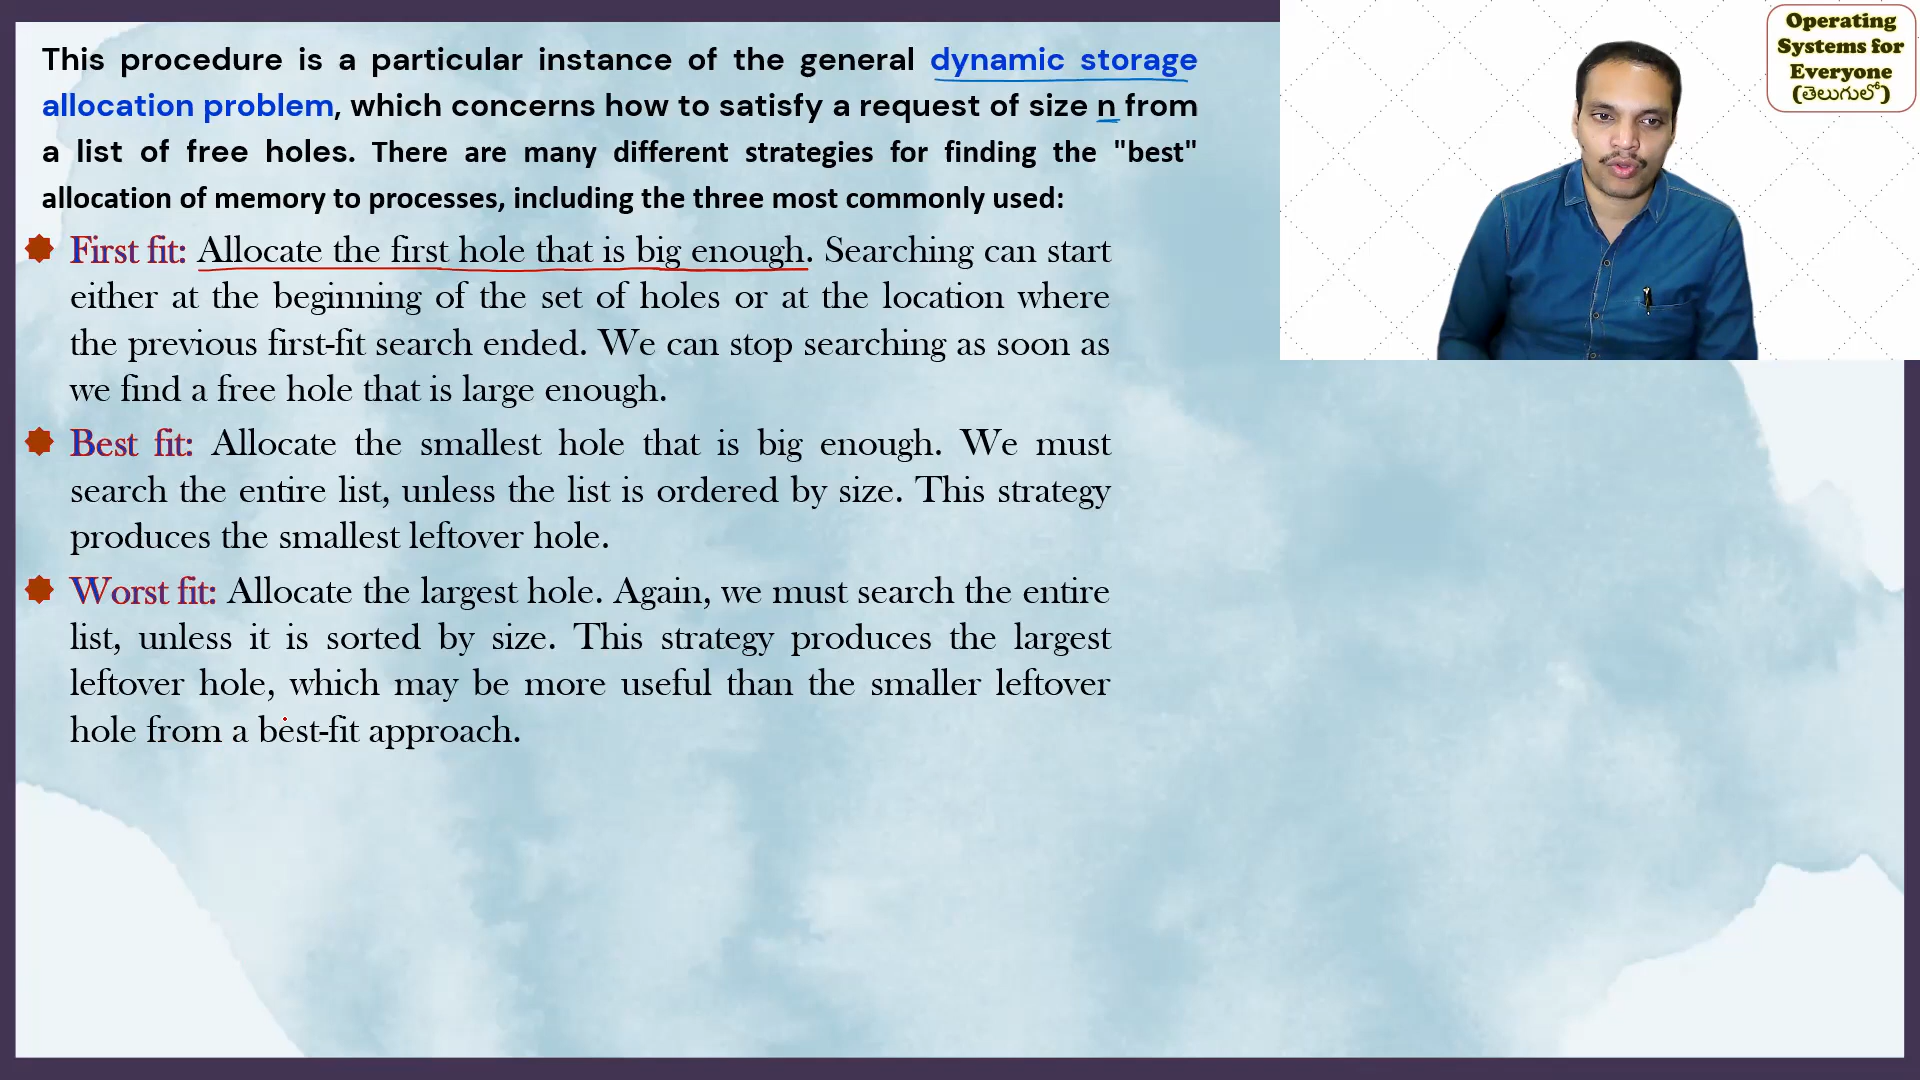 This procedure is a particular instance of the general dynamic storage
allocation problem, which concerns how to satisfy a request of size n from
a list of free holes. There are many different strategies for finding the "best"
allocation of memory to processes, including the three most commonly used:
First fit: Allocate the first hole that is big enough. Searching can start
either at the beginning of the set of holes or at the location where
the previous first-fit search ended. We can stop searching as soon as
we find a free hole that is large enough.
Best fit: Allocate the smallest hole that is big enough. We must
search the entire list, unless the list is ordered by size. This strategy
produces the smallest leftover hole.
Worst fit: Allocate the largest hole. Again, we must search the entire
list, unless it is sorted by size. This strategy produces the largest
leftover hole, which may be more useful than the smaller leftover
hole from a best-fit approach.
Operating
Systems for
Everyone
(తెలుగులో)